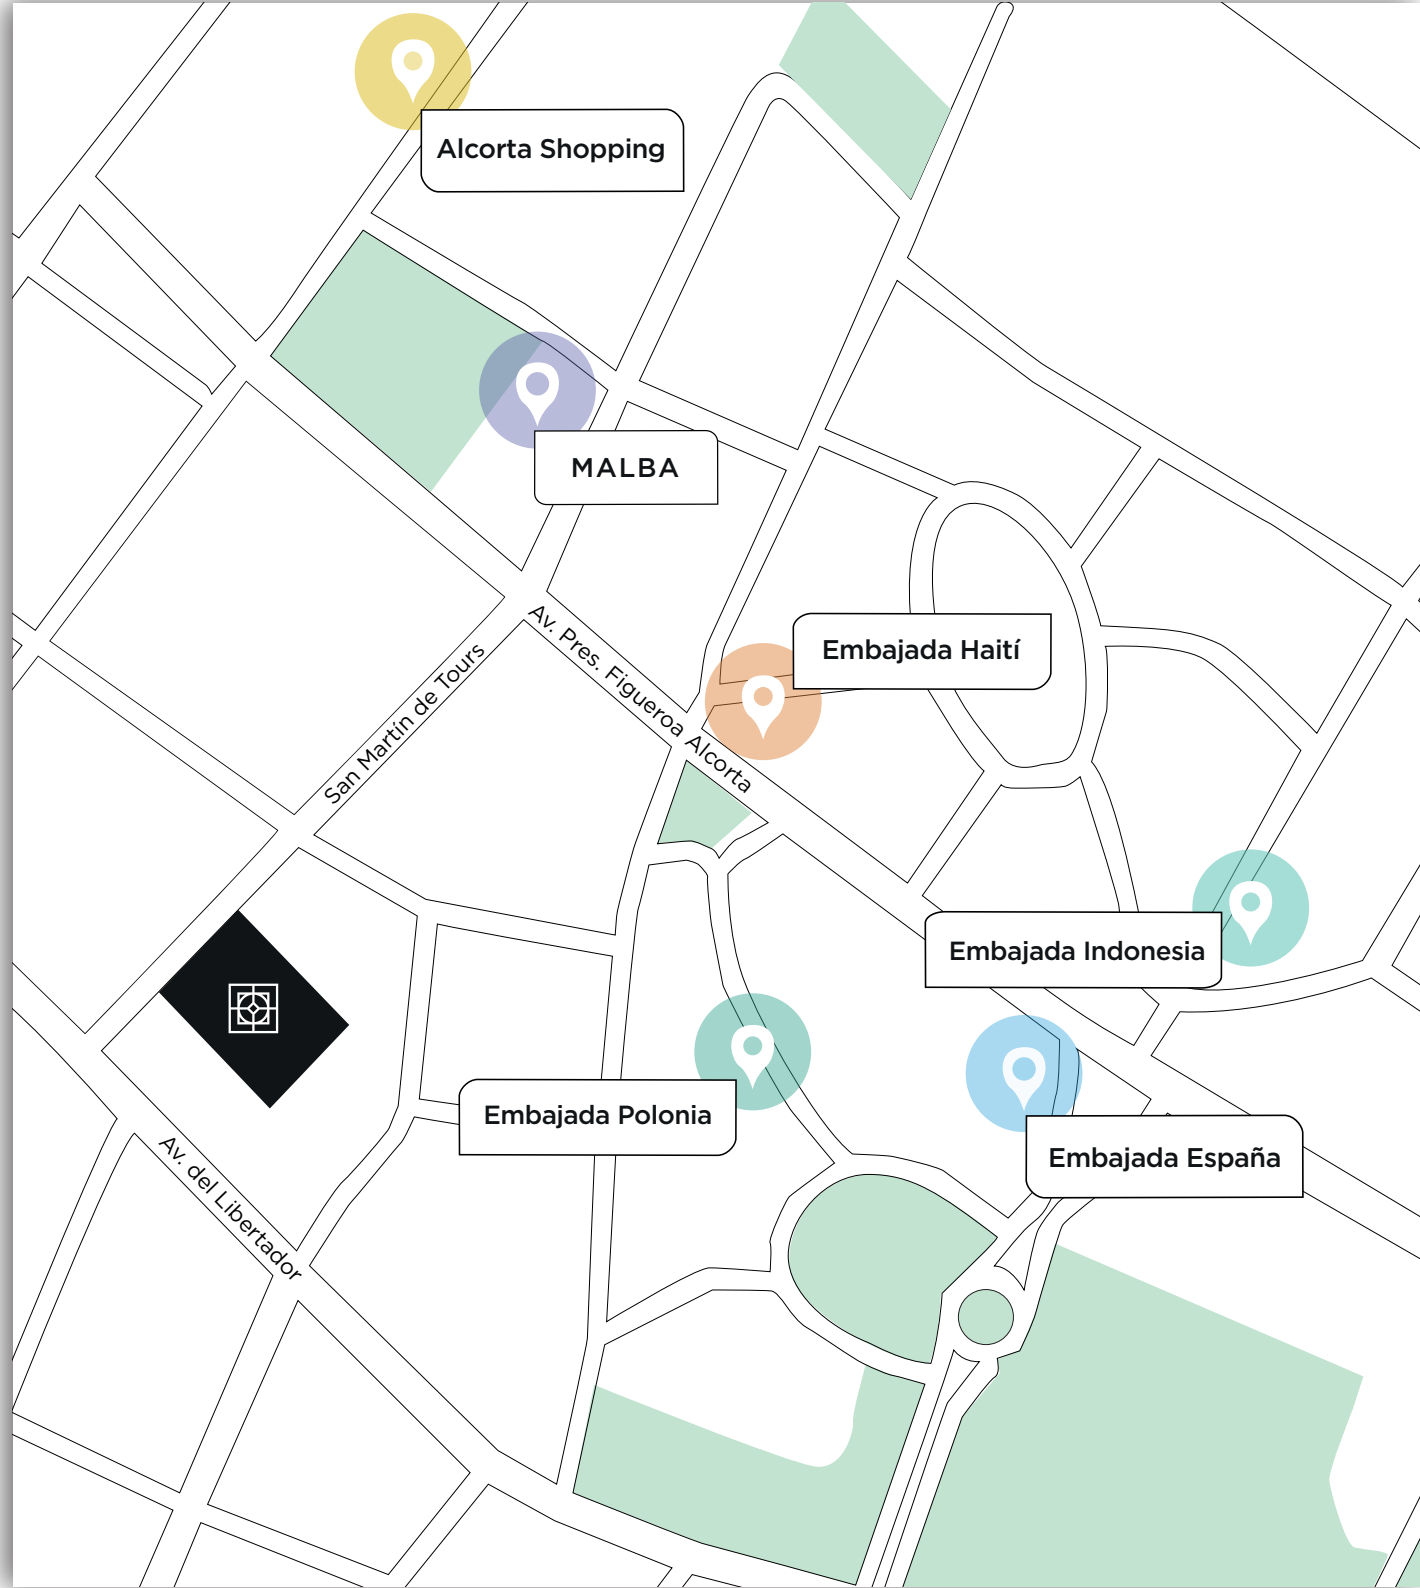 Alcorta Shopping
MALBA
Av. Pres. Figueroa Alcorta
Embajada Haití
San Martín de Tours
Embajada Indonesia
Embajada Polonia
Embajada España
Av. del Libertador